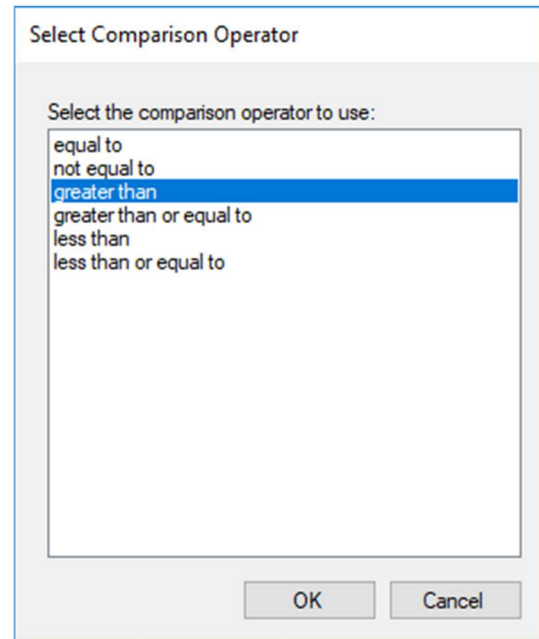 Select Comparison Operator
Select the comparison operator to use:
equal to
not equal to
greater than
greater than or equal to
less than
less than or equal to
OK
Cancel